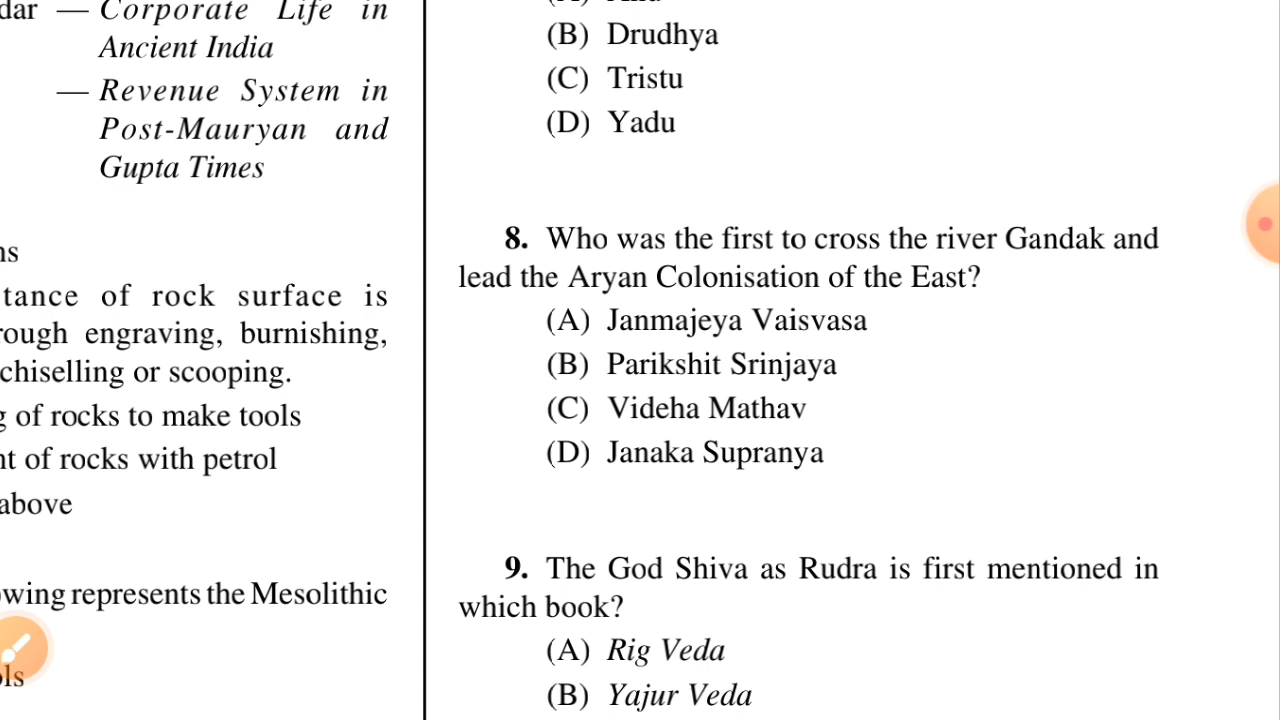 dar — Corporate Life in
Ancient India
— Revenue System in
Post-Mauryan and
Gupta Times
tance of rock surface is
rough engraving, burnishing,
chiselling or scooping.
g of rocks to make tools
nt of rocks with petrol
above
owing represents the Mesolithic
ols
(B) Drudhya
(C) Tristu
(D) Yadu
8. Who was the first to cross the river Gandak and
lead the Aryan Colonisation of the East?
(A) Janmajeya Vaisvasa
(B) Parikshit Srinjaya
(C) Videha Mathav
(D) Janaka Supranya
9. The God Shiva as Rudra is first mentioned in
which book?
(A) Rig Veda
(B) Yajur Veda